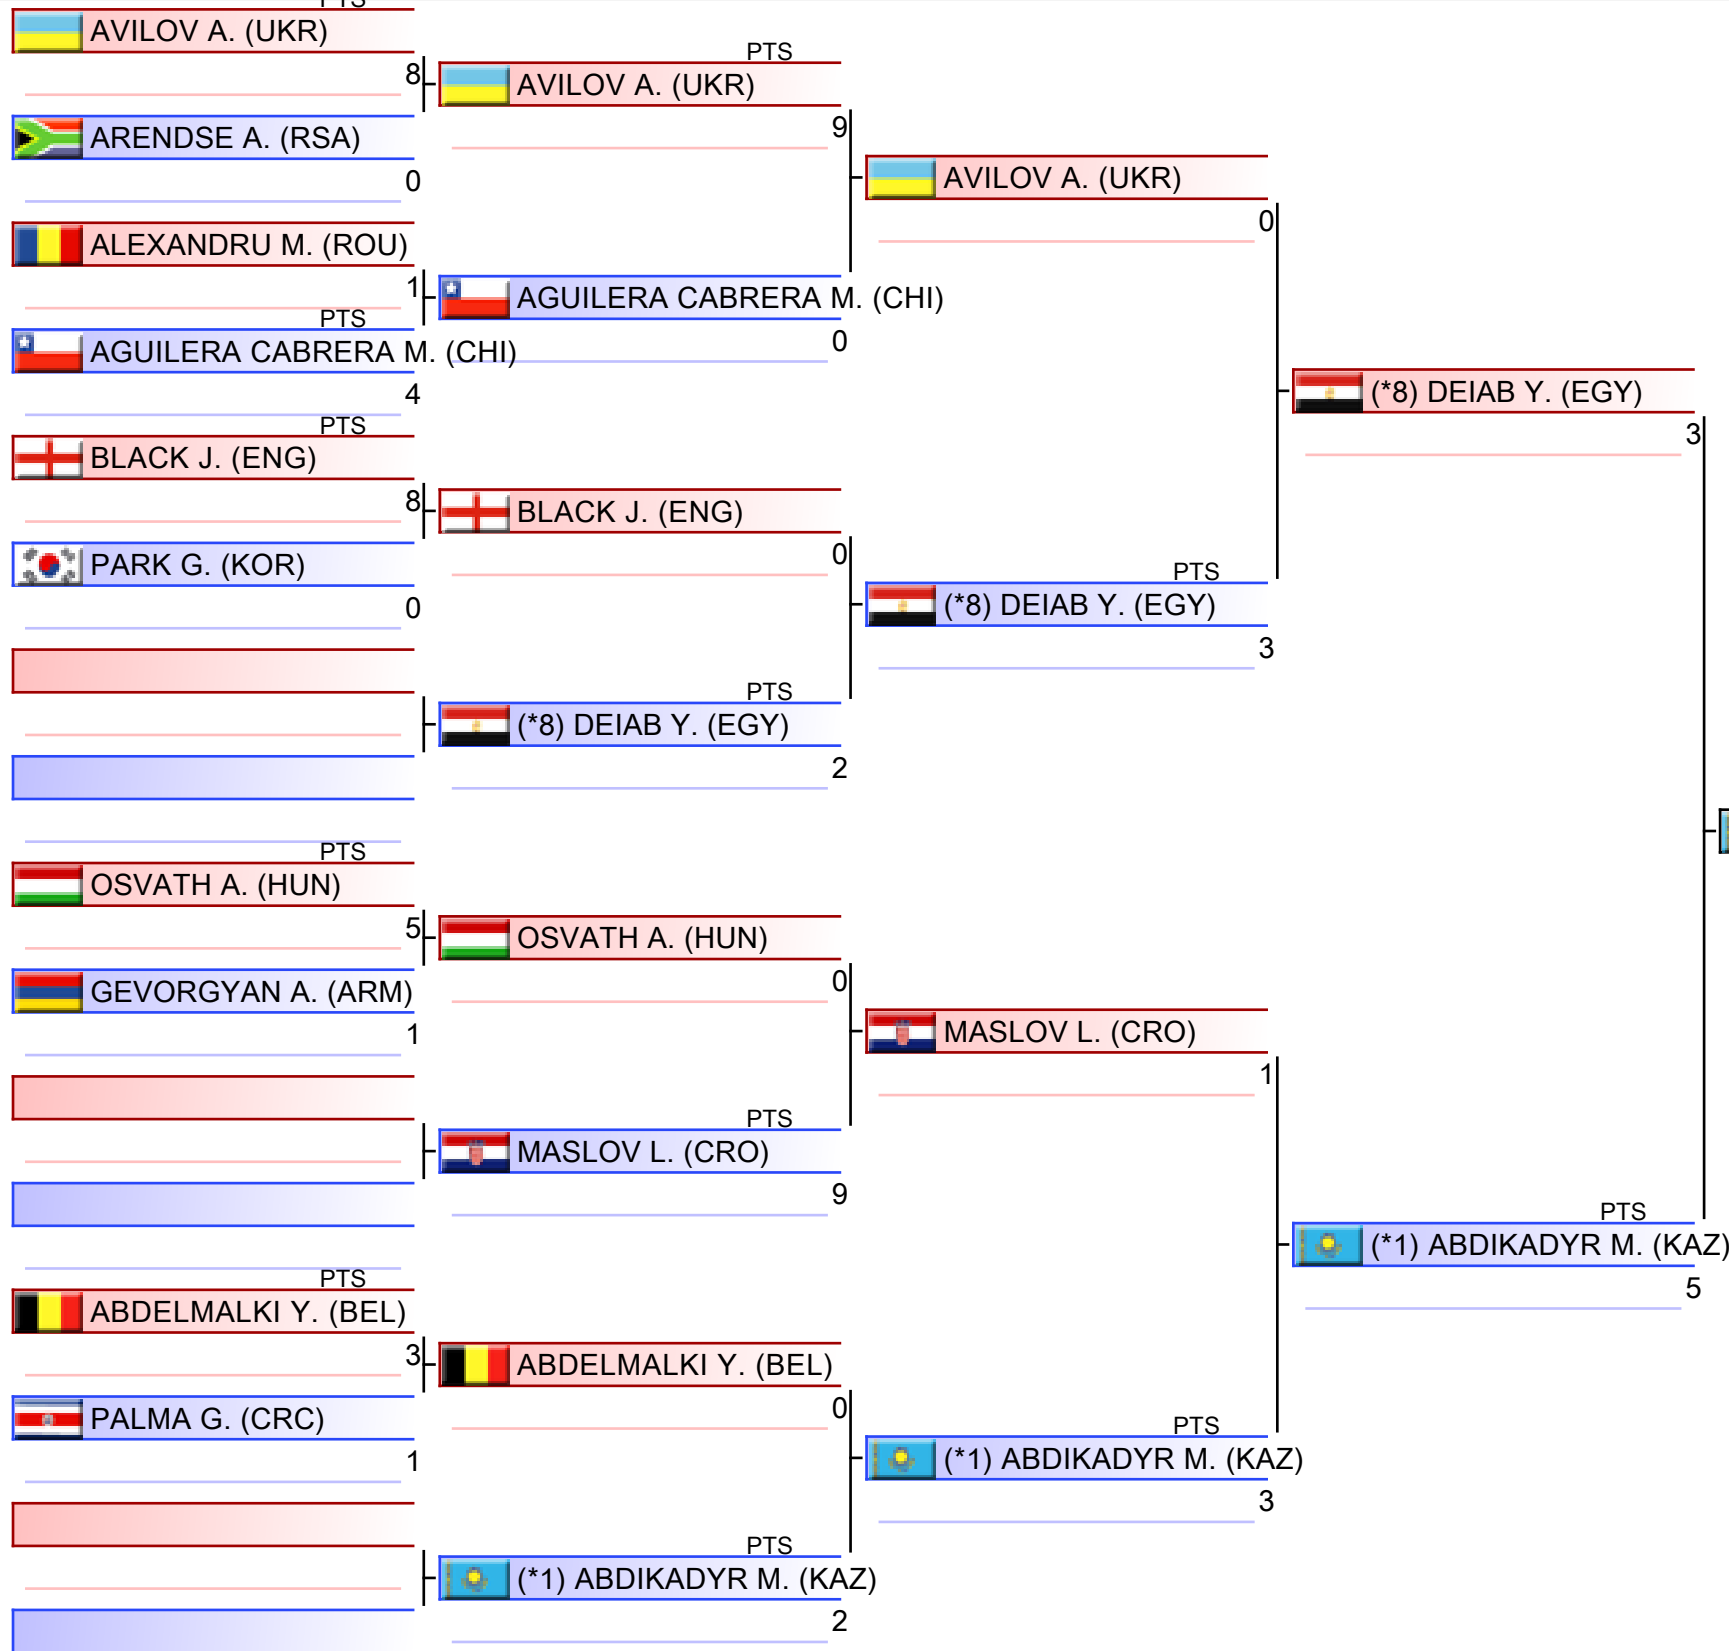 PTS
AVILOV A. (UKR)
8
ARENDSE A. (RSA)
0
ALEXANDRU M. (ROU)
1
PTS
AGUILERA CABRERA M. (CHI)
4
PTS
BLACK J. (ENG)
8
PARK G. (KOR)
0
PTS
OSVATH A. (HUN)
5
GEVORGYAN A. (ARM)
1
PTS
ABDELMALKI Y. (BEL)
3
PALMA G. (CRC)
1
PTS
AVILOV A. (UKR)
9
AGUILERA CABRERA M. (CHI)
0
BLACK J. (ENG)
0
PTS
(*8) DEIAB Y. (EGY)
2
OSVATH A. (HUN)
0
PTS
MASLOV L. (CRO)
9
ABDELMALKI Y. (BEL)
0
PTS
(*1) ABDIKADYR M. (KAZ)
2
AVILOV A. (UKR)
0
PTS
(*8) DEIAB Y. (EGY)
3
MASLOV L. (CRO)
1
PTS
(*1) ABDIKADYR M. (KAZ)
3
(*8) DEIAB Y. (EGY)
3
PTS
(*1) ABDIKADYR M. (KAZ)
5